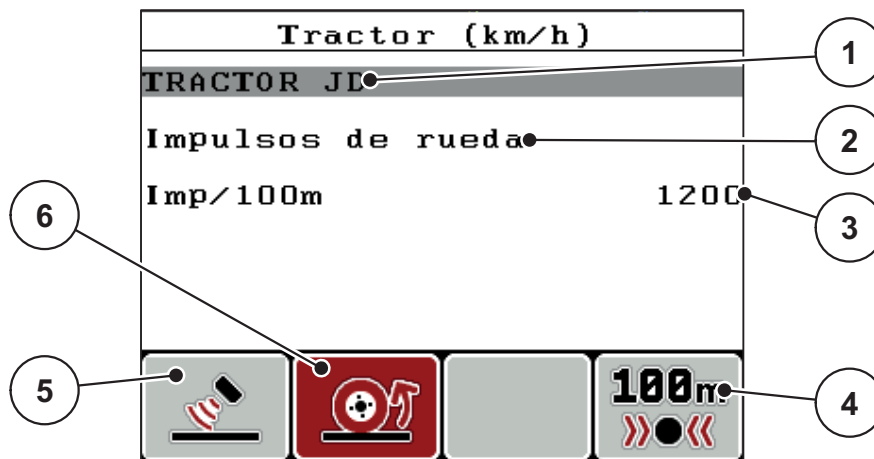 Tractor (km/h)
TRACTOR JD
Impulsos de rueda
Imp/100m 1200
100m
1
2
3
4
5
6